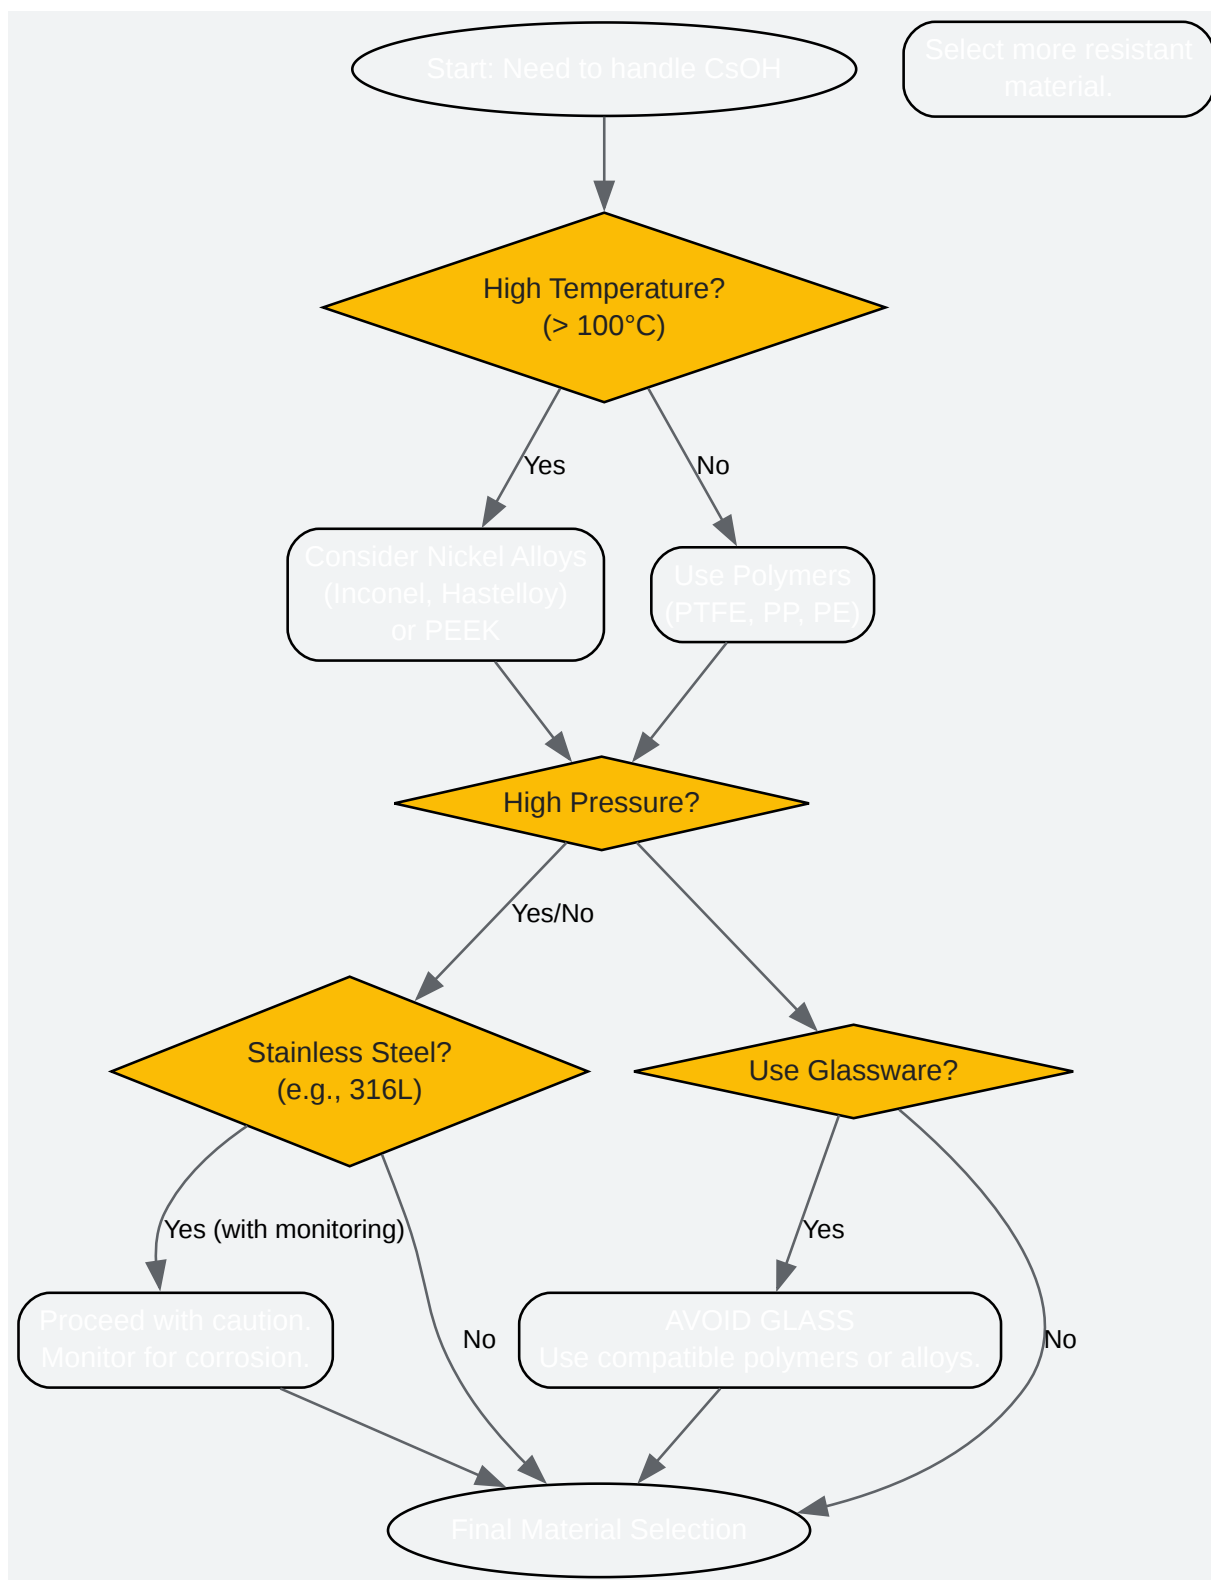 Start: Need to handle CsOH
Select more resistant
material.
High Temperature?
(> 100°C)
Yes
No
Consider Nickel Alloys
(Inconel, Hastelloy)
or PEEK
Use Polymers
(PTFE, PP, PE)
High Pressure?
Yes/No
Stainless Steel?
(e.g., 316L)
Use Glassware?
Yes (with monitoring)
Yes
No
No
Proceed with caution.
Monitor for corrosion.
AVOID GLASS
Use compatible polymers or alloys.
Final Material Selection